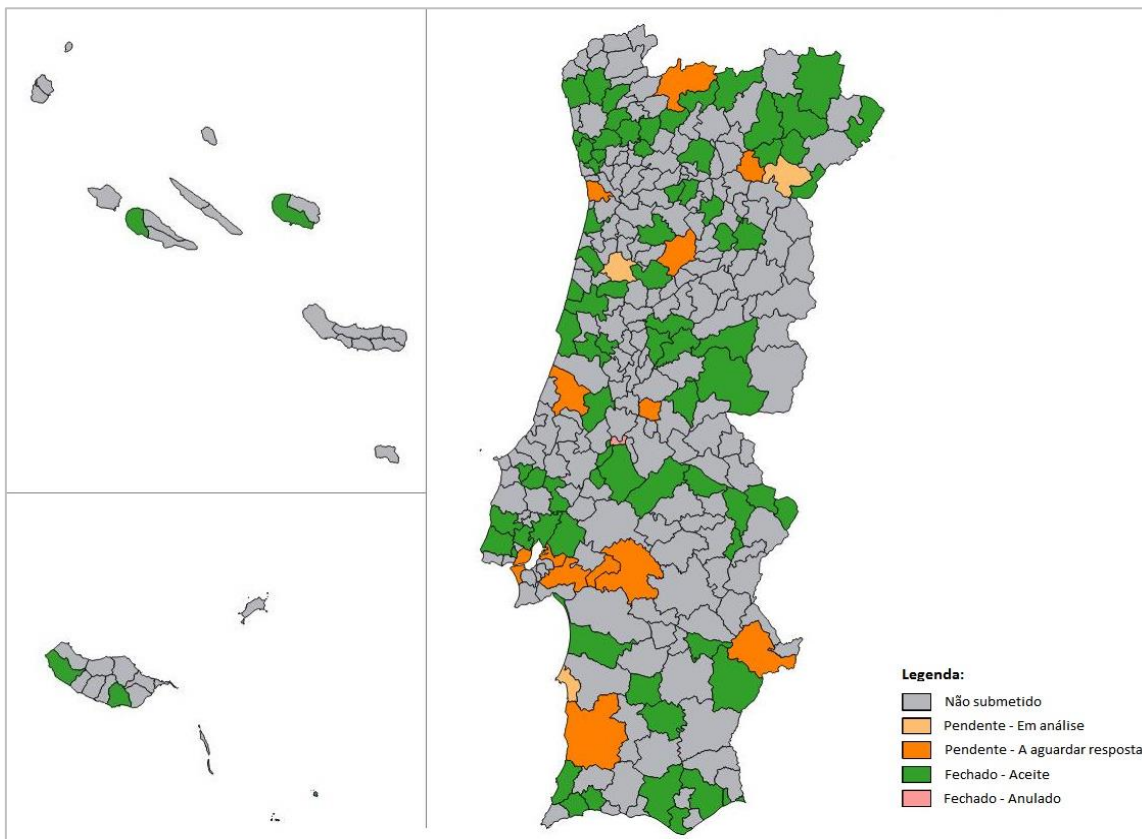 Legenda:
Não submetido
Pendente - Em análise
Pendente - A aguardar resposta
Fechado - Aceite
Fechado - Anulado